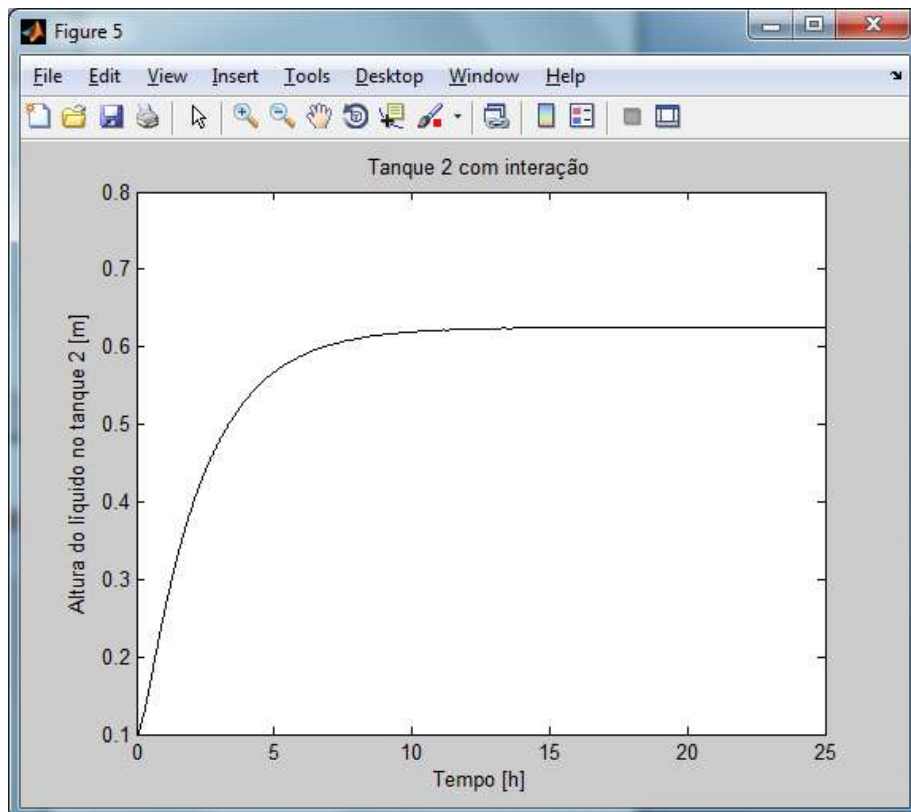 Figure 5
File Edit View Insert Tools Desktop Window Help
Tanque 2 com interação
0.8
0.7
0.6
0.5
0.4
0.3
0.2
0.1
Altura do líquido no tanque 2 [m]
0 5 10 15 20 25
Tempo [h]